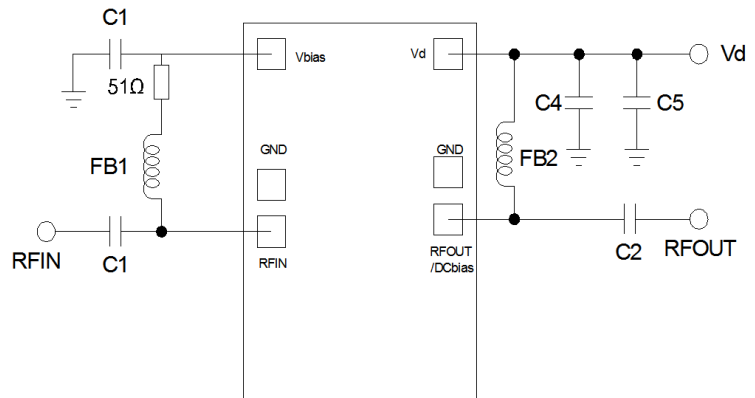 C1
Vbias
Vd
Vd
51Ω
C4
C5
GND
GND
FB1
FB2
RFIN
C1
RFIN
RFOUT
/DCbias
C2
RFOUT